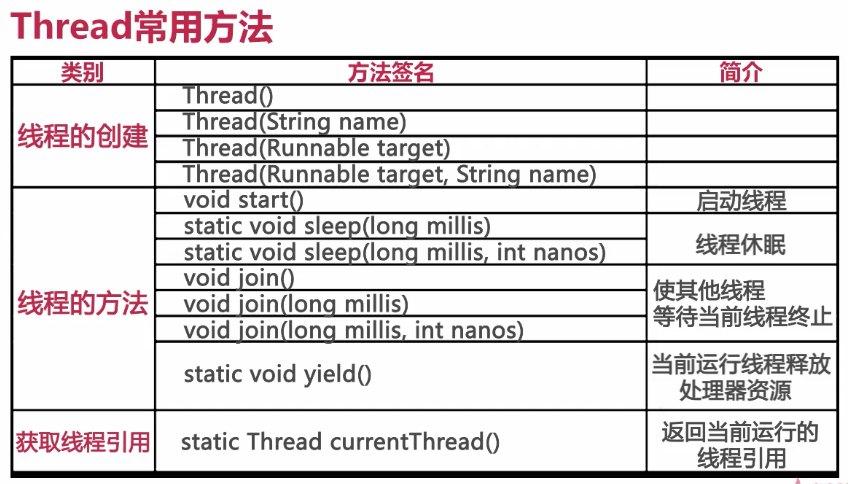 Thread常用方法
类别 方法签名 简介
线程的创建
Thread()
Thread(String name)
Thread(Runnable target)
Thread(Runnable target, String name)
线程的方法
void start() 启动线程
static void sleep(long millis)
static void sleep(long millis, int nanos)
线程休眠
void join()
void join(long millis)
void join(long millis, int nanos)
使其他线程
等待当前线程终止
static void yield()
当前运行线程释放
处理器资源
获取线程引用 static Thread currentThread()
返回当前运行的
线程引用